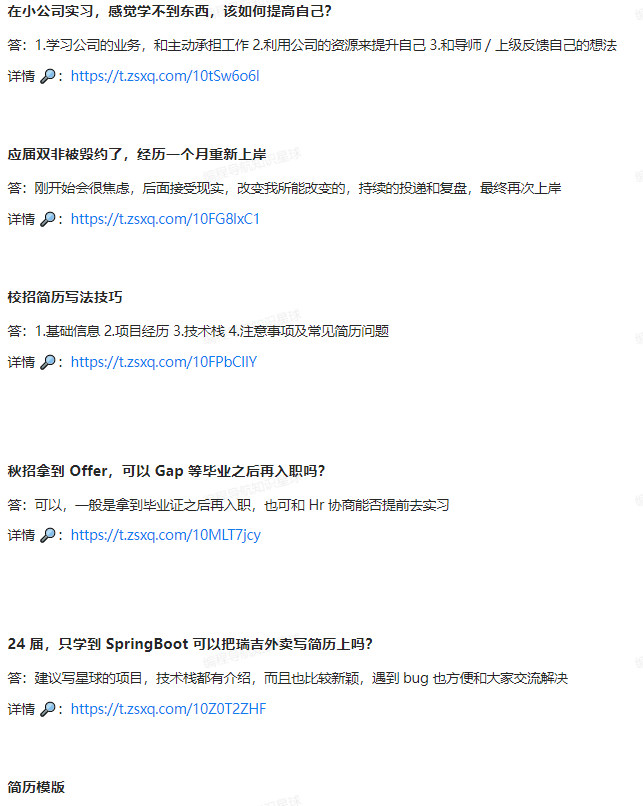 在小公司实习，感觉学不到东西，该如何提高自己？
答：1.学习公司的业务，和主动承担工作 2.利用公司的资源来提升自己 3.和导师 / 上级反馈自己的想法
详情 🔎：https://t.zsxq.com/10tSw6o6l
应届双非被毁约了，经历一个月重新上岸
答：刚开始会很焦虑，后面接受现实，改变我所能改变的，持续的投递和复盘，最终再次上岸
详情 🔎：https://t.zsxq.com/10FG8lxC1
校招简历写法技巧
答：1.基础信息 2.项目经历 3.技术栈 4.注意事项及常见简历问题
详情 🔎：https://t.zsxq.com/10FPbCIlY
秋招拿到 Offer，可以 Gap 等毕业之后再入职吗？
答：可以，一般是拿到毕业证之后再入职，也可和 Hr 协商能否提前去实习
详情 🔎：https://t.zsxq.com/10MLT7jcy
24 届，只学到 SpringBoot 可以把瑞吉外卖写简历上吗？
答：建议写星球的项目，技术栈都有介绍，而且也比较新颖，遇到 bug 也方便和大家交流解决
详情 🔎：https://t.zsxq.com/10Z0T2ZHF
简历模版